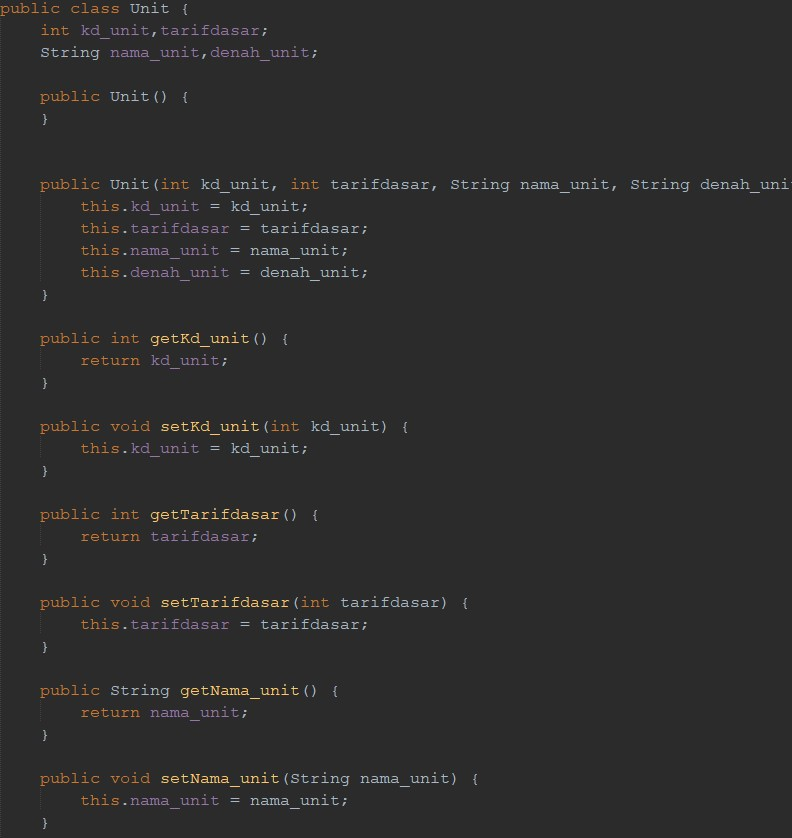 public class Unit {
int kd_unit,tarifdasar;
String nama_unit,denah_unit;
public Unit() {
}
public Unit(int kd_unit, int tarifdasar, String nama_unit, String denah_uni
this.kd_unit = kd_unit;
this.tarifdasar = tarifdasar;
this.nama_unit = nama_unit;
this.denah_unit = denah_unit;
}
public int getKd_unit() {
return kd_unit;
}
public void setKd_unit(int kd_unit) {
this.kd_unit = kd_unit;
}
public int getTarifdasar() {
return tarifdasar;
}
public void setTarifdasar(int tarifdasar) {
this.tarifdasar = tarifdasar;
}
public String getNama_unit() {
return nama_unit;
}
public void setNama_unit(String nama_unit) {
this.nama_unit = nama_unit;
}